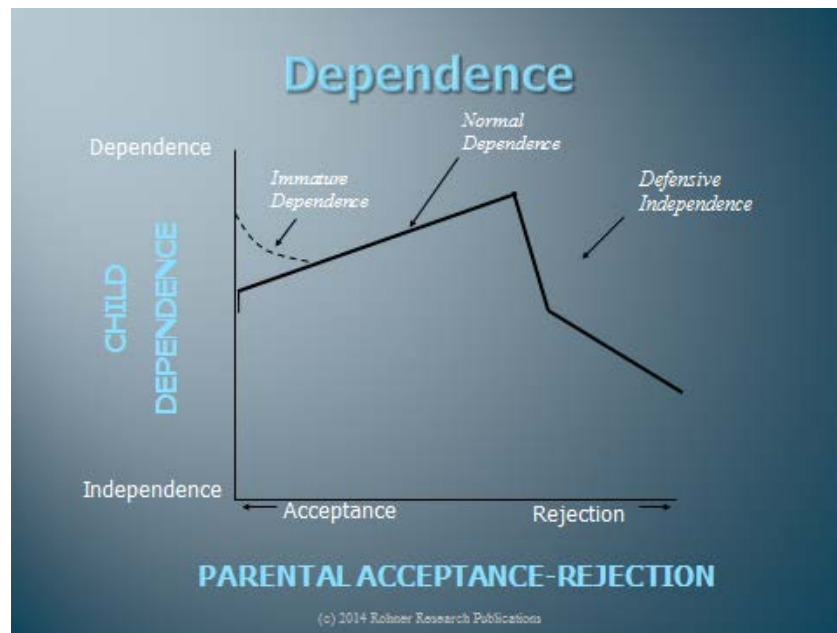 Dependence
Normal
Dependence
Dependence
Immature
Dependence
Defensive
Independence
CHILD
DEPENDENCE
Independence
Acceptance
Rejection
PARENTAL ACCEPTANCE-REJECTION
(c) 2014 Rohner Research Publications